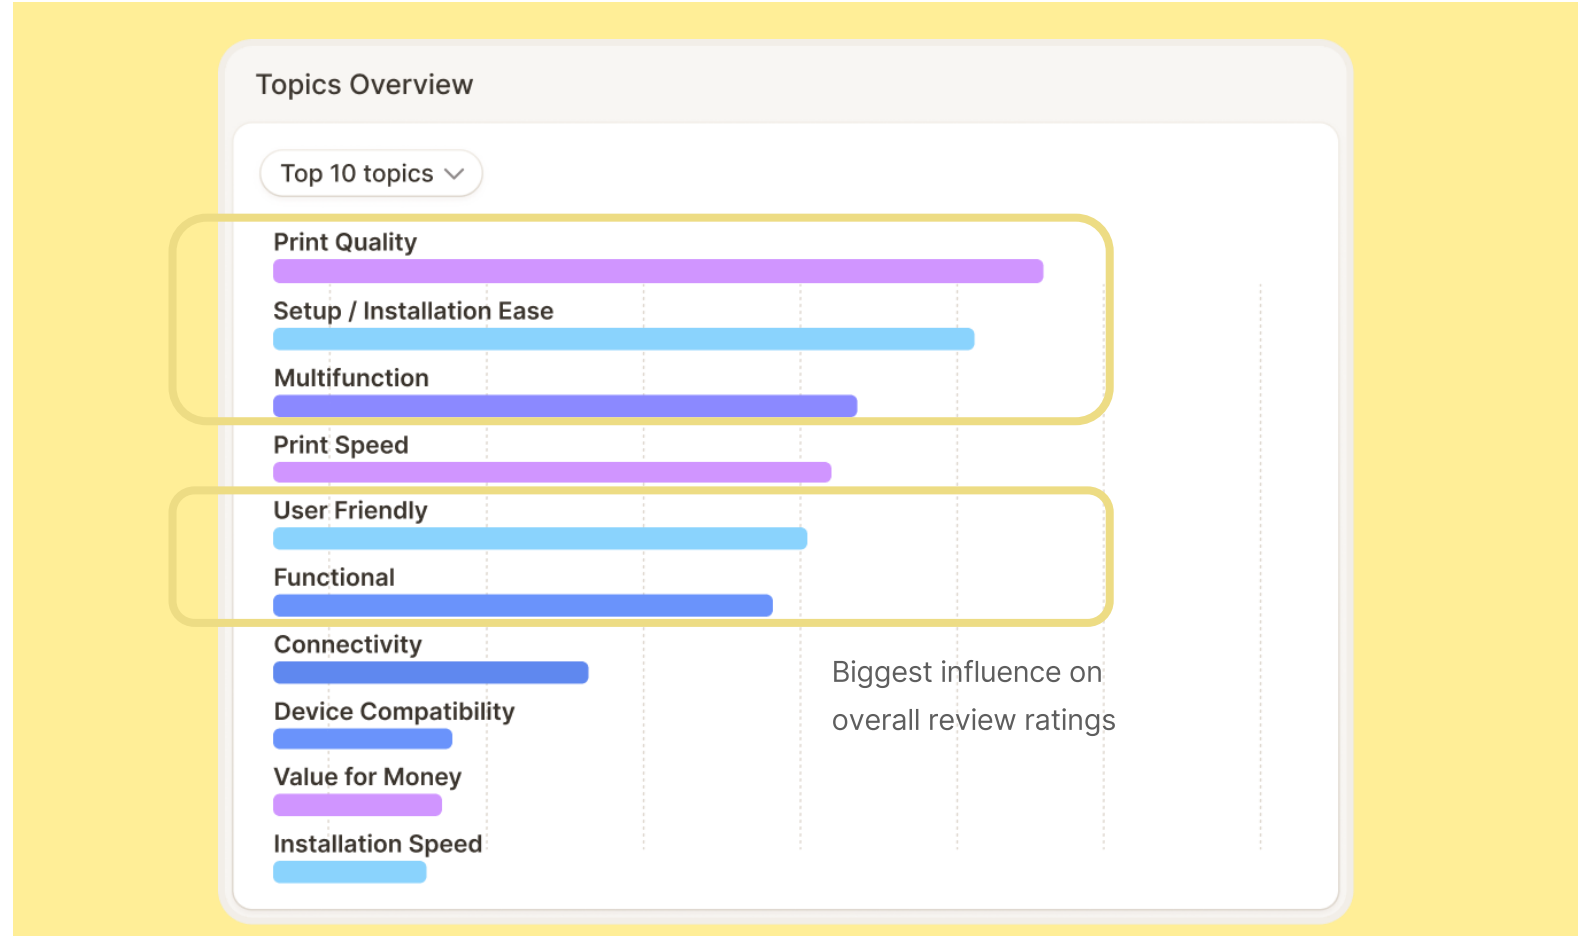 Topics Overview
Top 10 topics
Print Quality
Setup / Installation Ease
Multifunction
Print Speed
User Friendly
Functional
Connectivity
Device Compatibility
Value for Money
Installation Speed
Biggest influence on
overall review ratings